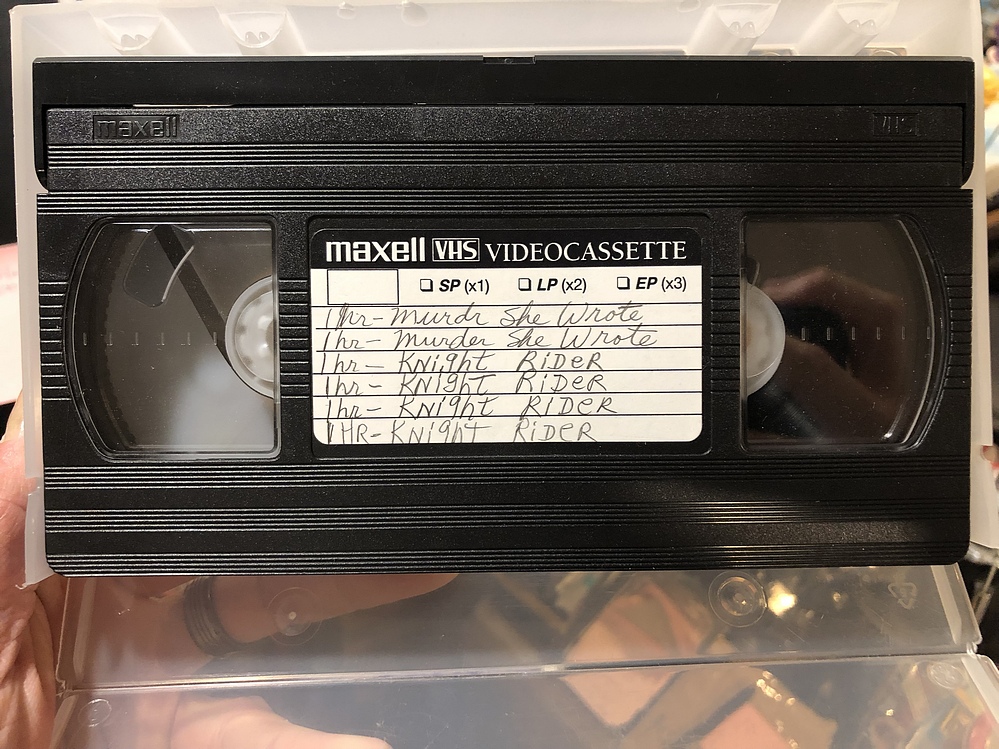 maxell VHS
maxell VHS VIDEOCASSETTE
SP (x1) LP (x2) EP (x3)
1hr- Murdr She Wrote
1hr- Murder She Wrote
1hr- KNight RiDeR
1hr- KNight RiDeR
1hr- KNight RiDeR
1HR- KNight RiDeR